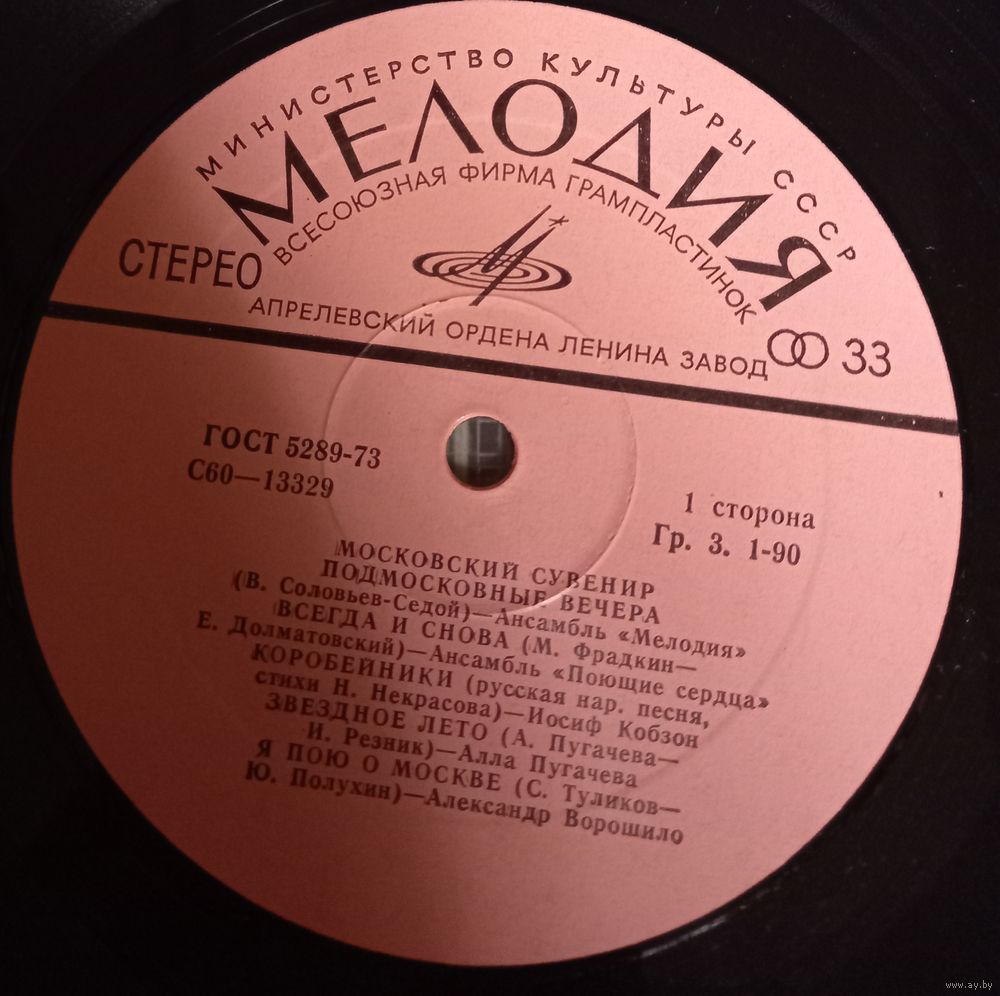 МИНИСТЕРСТВО КУЛЬТУРЫ СССР
МЕЛОДИЯ
ВСЕСОЮЗНАЯ ФИРМА ГРАМПЛАСТИНОК
СТЕРЕО
АПРЕЛЕВСКИЙ ОРДЕНА ЛЕНИНА ЗАВОД
33
ГОСТ 5289-73
С60—13329
1 сторона
Гр. 3. 1-90
МОСКОВСКИЙ СУВЕНИР
ПОДМОСКОВНЫЕ ВЕЧЕРА
(В. Соловьев-Седой)—Ансамбль «Мелодия»
ВСЕГДА И СНОВА (М. Фрадкин—
Е. Долматовский)—Ансамбль «Поющие сердца»
КОРОБЕЙНИКИ (русская нар. песня,
стихи Н. Некрасова)—Иосиф Кобзон
ЗВЕЗДНОЕ ЛЕТО (А. Пугачева—
И. Резник)—Алла Пугачева
Я ПОЮ О МОСКВЕ (С. Туликов—
Ю. Полухин)—Александр Ворошило
www.ay.by